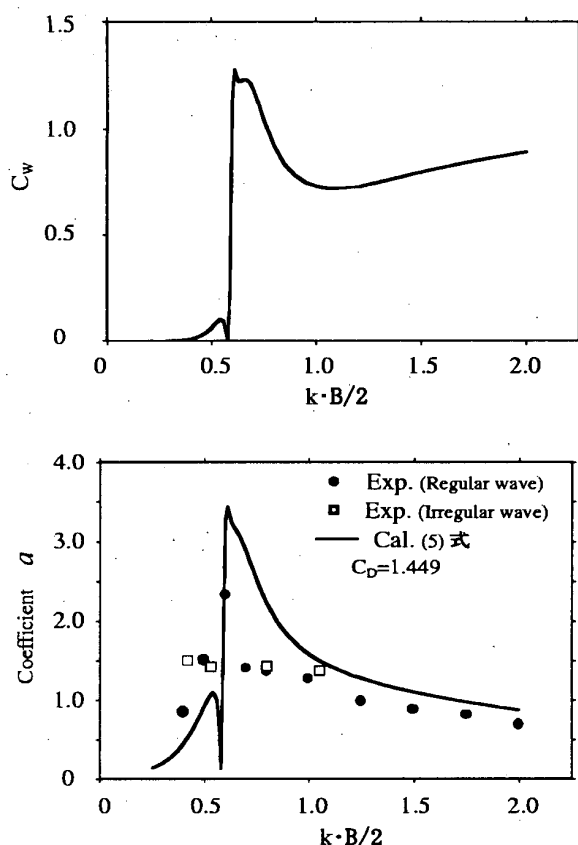 1.5
1.0
0.5
0
C_W
0 0.5 1.0 1.5 2.0
k·B/2
4.0
3.0
2.0
1.0
0
Coefficient a
● Exp. (Regular wave)
□ Exp. (Irregular wave)
— Cal. (5) 式
C_D=1.449
0 0.5 1.0 1.5 2.0
k·B/2